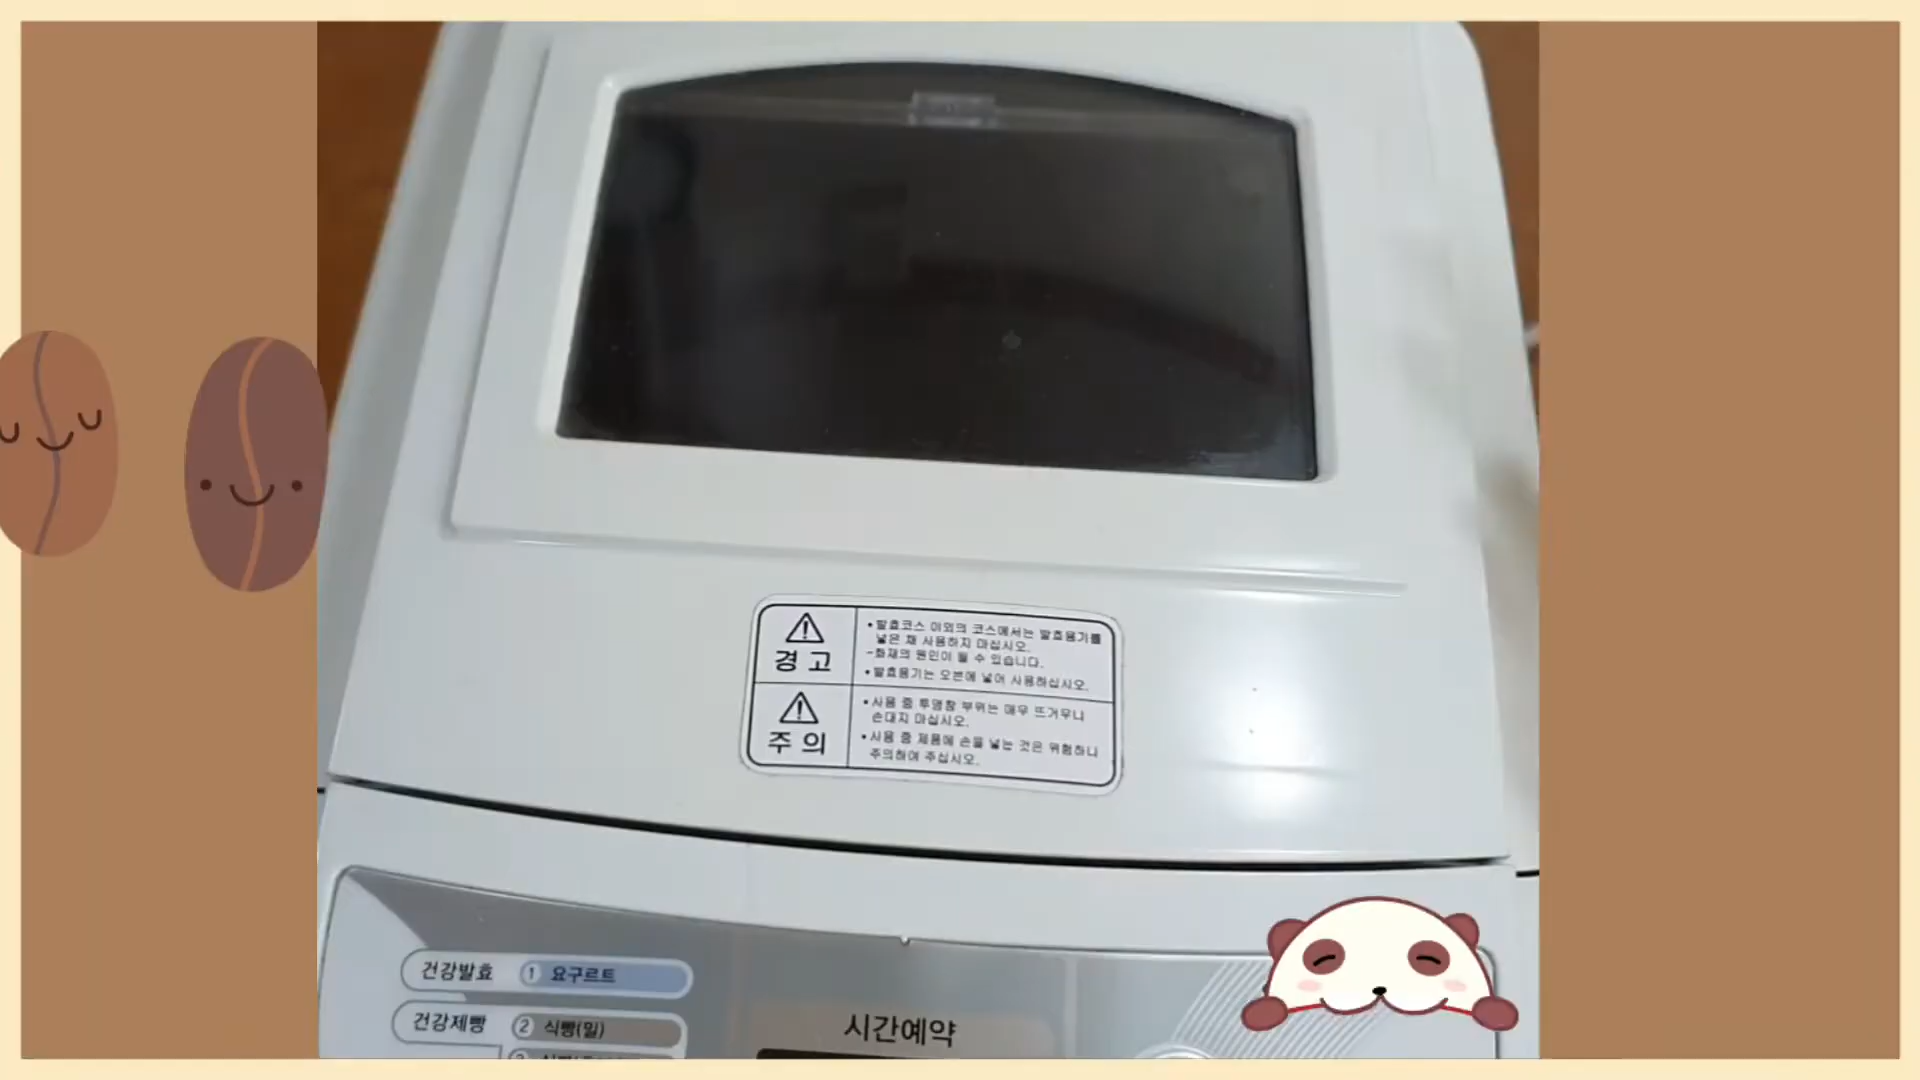 경고
•발효코스 이외의 코스에서는 발효용기를
넣은 채 사용하지 마십시오.
-화재의 원인이 될 수 있습니다.
•발효용기는 오븐에 넣어 사용하십시오.
주의
•사용 중 투명창 부위는 매우 뜨거우니
손대지 마십시오.
•사용 중 제품에 손을 넣는 것은 위험하니
주의하여 주십시오.
건강발효 1 요구르트
건강제빵 2 식빵(밀)
시간예약